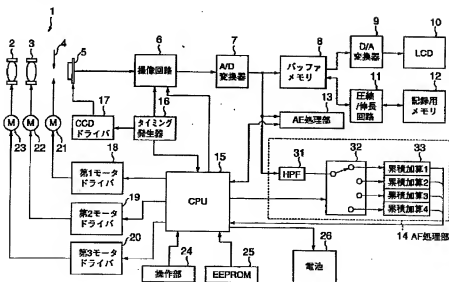 1
2
3
4
5
6
撮像回路
7
A/D
変換器
8
バッファ
メモリ
9
D/A
変換器
10
LCD
11
圧縮
/伸長
回路
12
記録用
メモリ
13
AE処理部
16
タイミング
発生器
17
CCD
ドライバ
M
23
M
22
M
21
18
第1モータ
ドライバ
19
第2モータ
ドライバ
20
第3モータ
ドライバ
15
CPU
31
HPF
32
33
累積加算1
累積加算2
累積加算3
累積加算4
14 AF処理部
24
操作部
25
EEPROM
26
電池